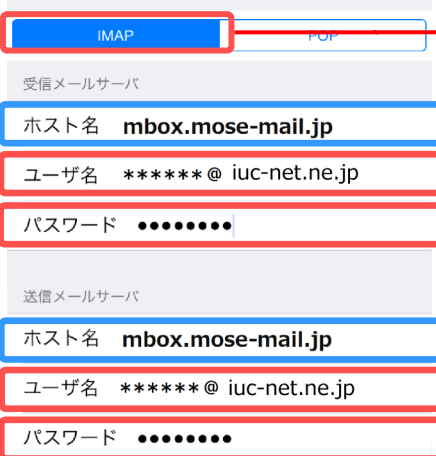 IMAP POP
受信メールサーバ
ホスト名 mbox.mose-mail.jp
ユーザ名 ******@ iuc-net.ne.jp
パスワード ●●●●●●●●
送信メールサーバ
ホスト名 mbox.mose-mail.jp
ユーザ名 ******@ iuc-net.ne.jp
パスワード ●●●●●●●●